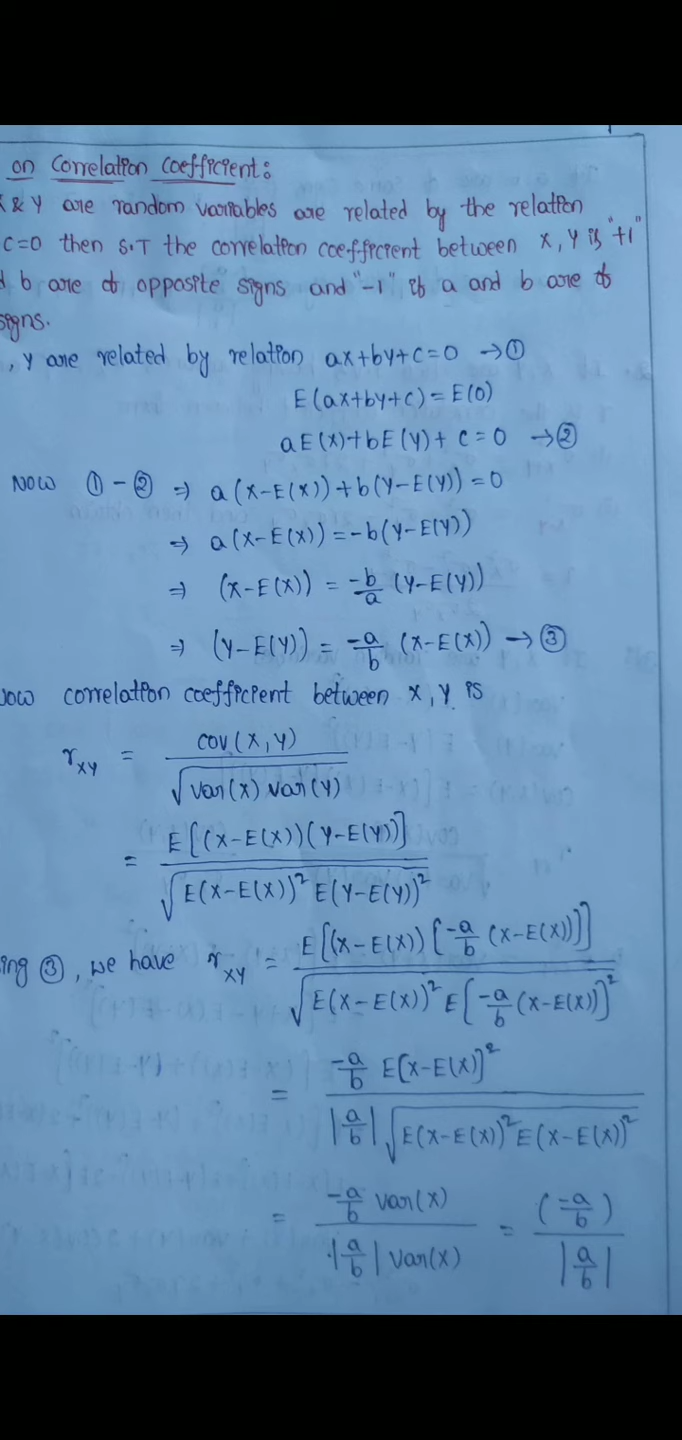 on Correlation Coefficient:
X & Y are random variables are related by the relation
C=0 then S.T the correlation coefficient between X, Y is "+1"
b are of opposite signs and "-1" if a and b are of
signs.
, Y are related by relation ax+by+c=0 → ①
E(ax+by+c) = E(0)
aE(X)+bE(Y)+ c = 0 → ②
Now ① - ② ⇒ a(X-E(X))+b(Y-E(Y))=0
⇒ a(X-E(X))=-b(Y-E(Y))
⇒ (X-E(X)) = -b/a (Y-E(Y))
⇒ (Y-E(Y)) = -a/b (X-E(X)) → ③
Now correlation coefficient between X, Y is
r_XY = cov(X, Y) / √Var(X) Var(Y)
= E[(X-E(X))(Y-E(Y))] / √E(X-E(X))² E(Y-E(Y))²
ing ③, we have r_XY = E[(X-E(X))[-a/b (X-E(X))]] / √E(X-E(X))² E[-a/b (X-E(X))]²
= -a/b E[X-E(X)]² / |a/b| √E(X-E(X))² E(X-E(X))²
= -a/b Var(X) / |a/b| Var(X) = (-a/b) / |a/b|